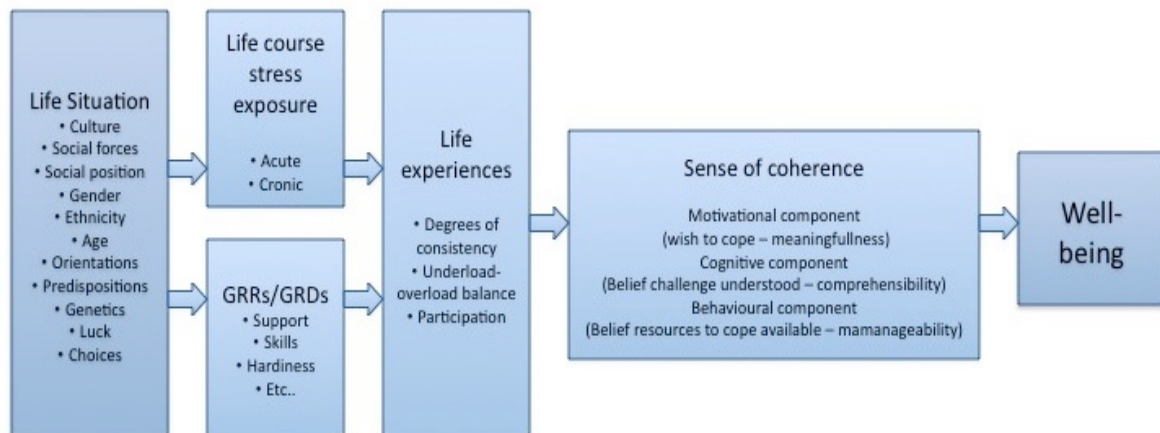 Life Situation
• Culture
• Social forces
• Social position
• Gender
• Ethnicity
• Age
• Orientations
• Predispositions
• Genetics
• Luck
• Choices
Life course
stress
exposure
• Acute
• Cronic
GRRs/GRDs
• Support
• Skills
• Hardiness
• Etc..
Life
experiences
• Degrees of
consistency
• Underload-
overload balance
• Participation
Sense of coherence
Motivational component
(wish to cope – meaningfullness)
Cognitive component
(Belief challenge understood – comprehensibility)
Behavioural component
(Belief resources to cope available – mamanageability)
Well-
being